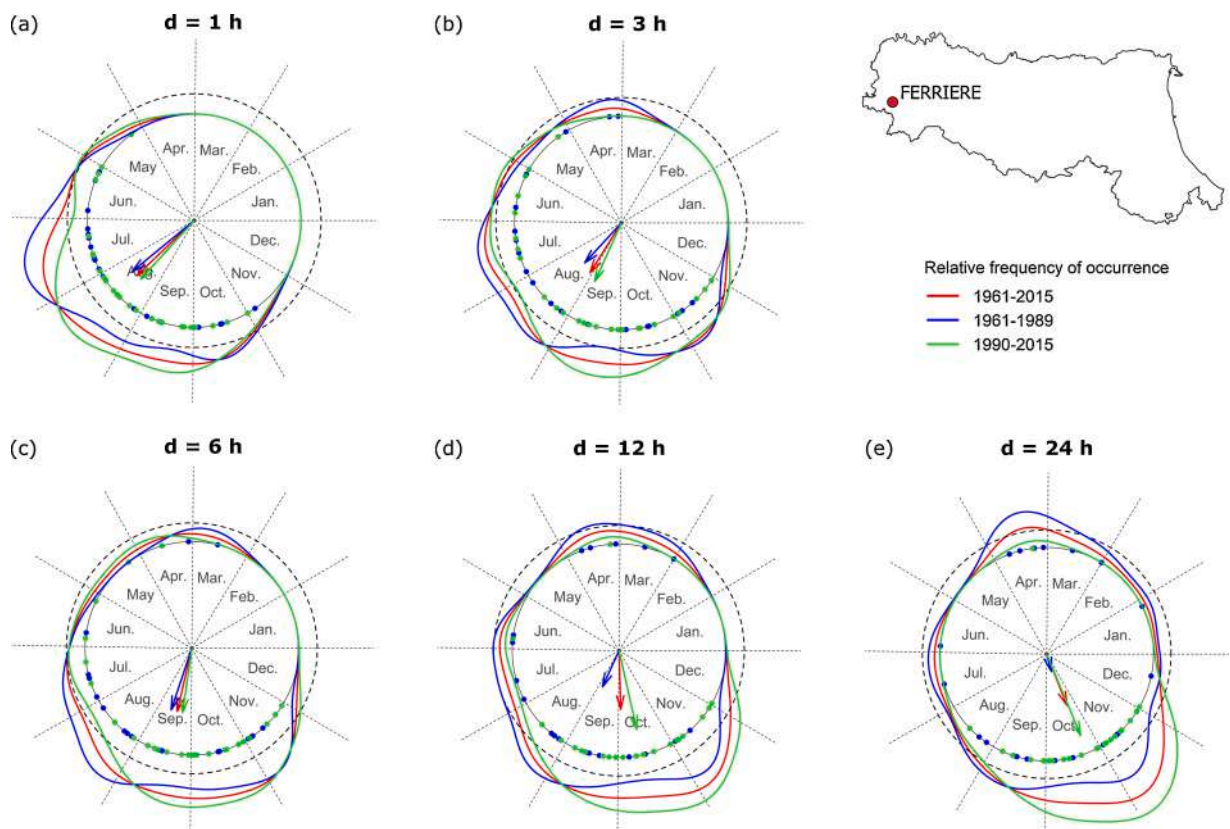 (a)
d = 1 h
Apr.
Mar.
May
Feb.
Jun.
Jan.
Jul.
Dec.
Aug.
Nov.
Sep.
Oct.
(b)
d = 3 h
Apr.
Mar.
May
Feb.
Jun.
Jan.
Jul.
Dec.
Aug.
Nov.
Sep.
Oct.
FERRIERE
Relative frequency of occurrence
1961-2015
1961-1989
1990-2015
(c)
d = 6 h
Apr.
Mar.
May
Feb.
Jun.
Jan.
Jul.
Dec.
Aug.
Nov.
Sep.
Oct.
(d)
d = 12 h
Apr.
Mar.
May
Feb.
Jun.
Jan.
Jul.
Dec.
Aug.
Nov.
Sep.
Oct.
(e)
d = 24 h
Apr.
Mar.
May
Feb.
Jun.
Jan.
Jul.
Dec.
Aug.
Nov.
Sep.
Oct.